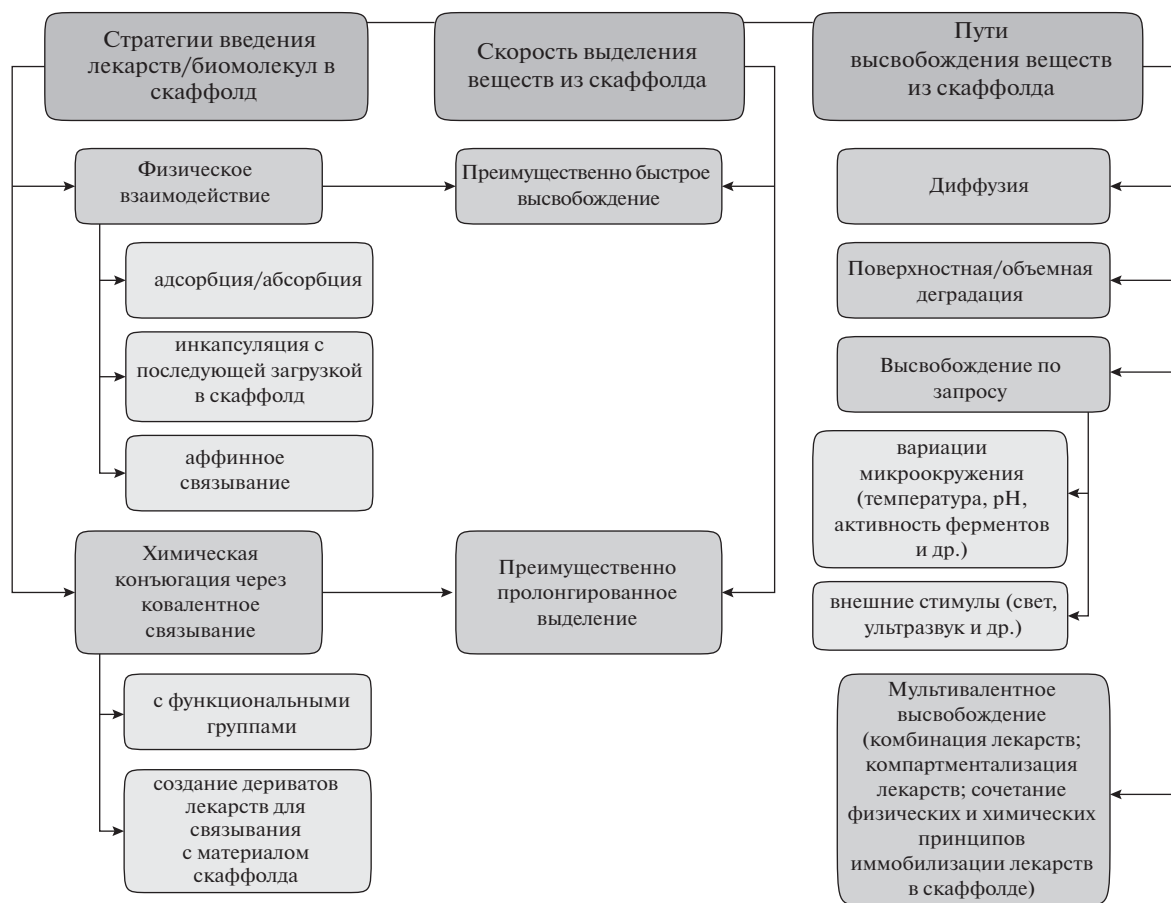 Стратегии введения
лекарств/биомолекул в
скаффолд
Скорость выделения
веществ из скаффолда
Пути
высвобождения веществ
из скаффолда
Физическое
взаимодействие
Преимущественно быстрое
высвобождение
Диффузия
адсорбция/абсорбция
Поверхностная/объемная
деградация
инкапсуляция с
последующей загрузкой
в скаффолд
Высвобождение по
запросу
аффинное
связывание
вариации
микроокружения
(температура, pH,
активность ферментов
и др.)
Химическая
конъюгация через
ковалентное
связывание
Преимущественно
пролонгированное
выделение
внешние стимулы (свет,
ультразвук и др.)
с функциональными
группами
создание дериватов
лекарств для
связывания
с материалом
скаффолда
Мультивалентное
высвобождение
(комбинация лекарств;
компартментализация
лекарств; сочетание
физических и химических
принципов
иммобилизации лекарств
в скаффолде)